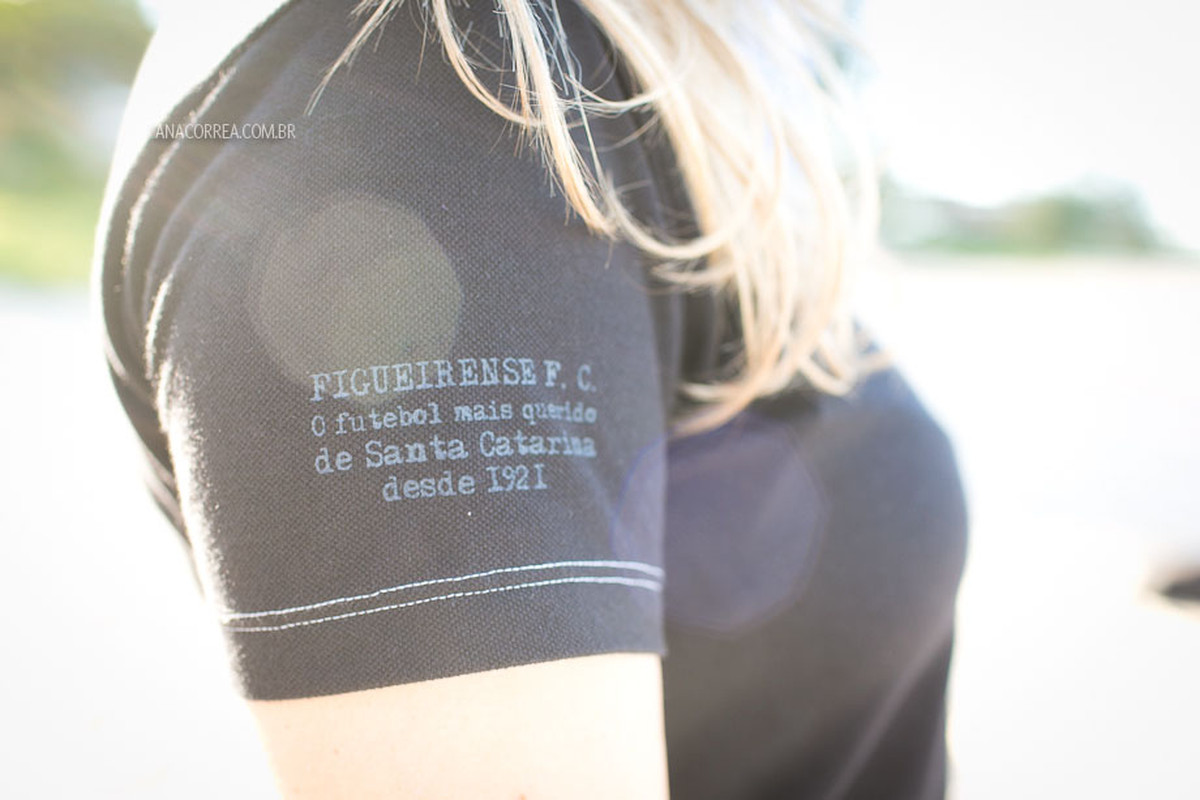 ANACORREA.COM.BR
FIGUEIRENSE F. C.
O futebol mais querido
de Santa Catarina
desde 1921